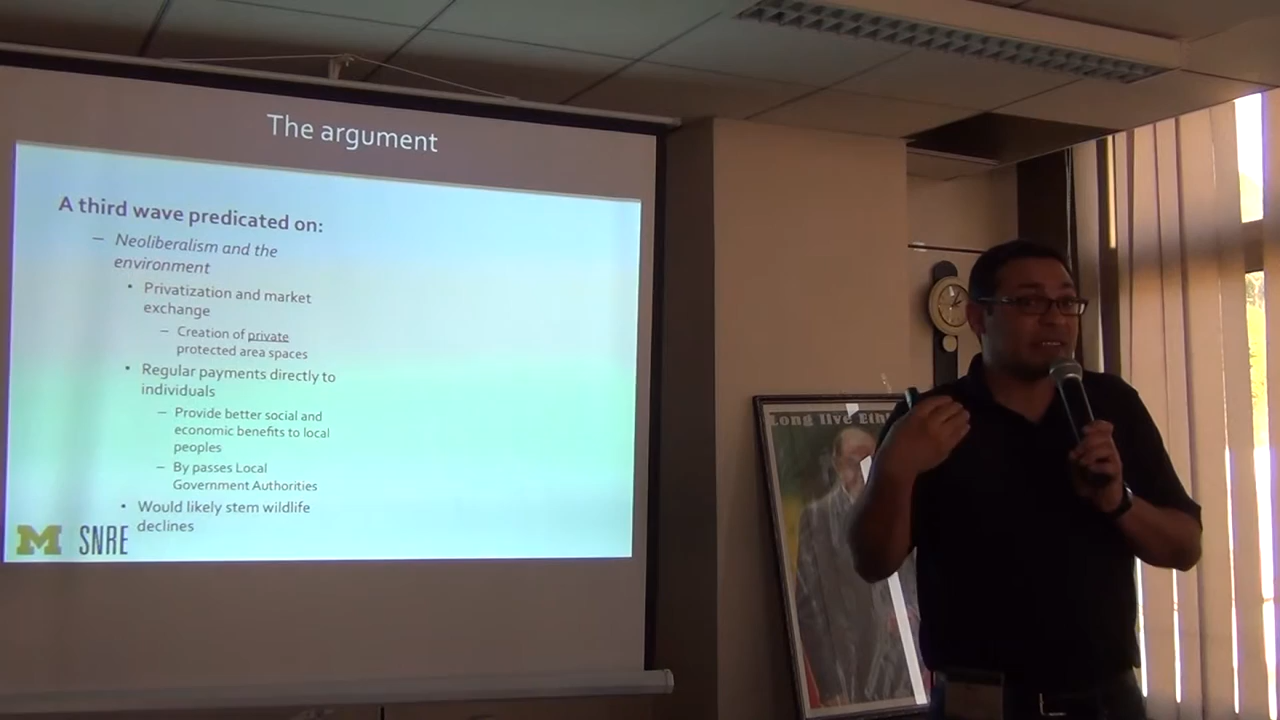 The argument
A third wave predicated on:
– Neoliberalism and the
environment
• Privatization and market
exchange
– Creation of private
protected area spaces
• Regular payments directly to
individuals
– Provide better social and
economic benefits to local
peoples
– By passes Local
Government Authorities
• Would likely stem wildlife
declines
M SNRE
Long live